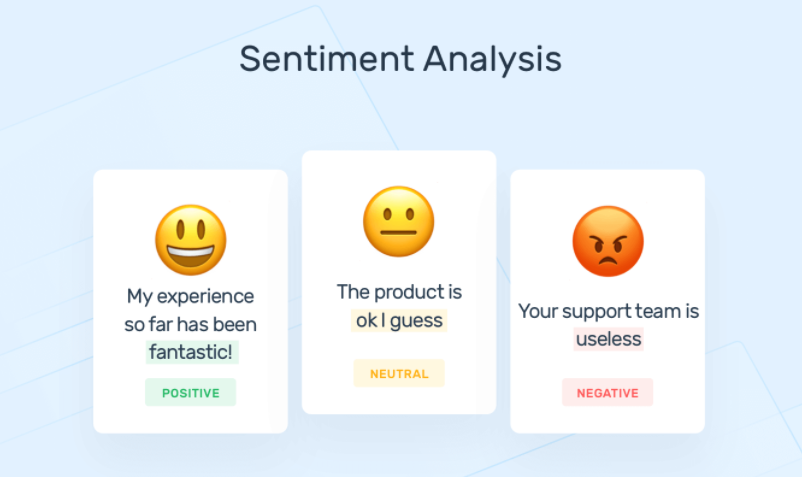 Sentiment Analysis
My experience
so far has been
fantastic!
POSITIVE
The product is
ok I guess
NEUTRAL
Your support team is
useless
NEGATIVE